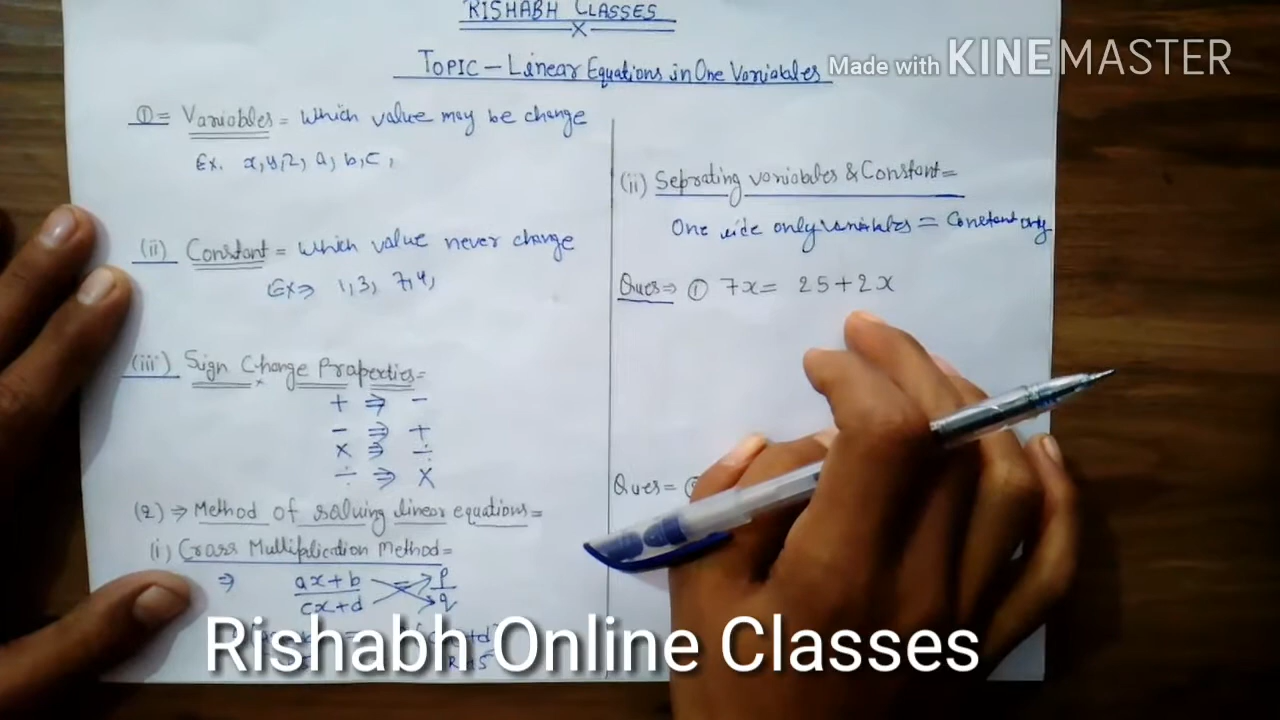 RISHABH CLASSES
TOPIC - Linear Equations in One Variables
Made with KINEMASTER
①= Variables = which value may be change
Ex. x, y, z, a, b, c,
(ii) Constant = which value never change
Ex⇒ 1, 3, 7, 4,
(iii) Sign Change Properties=
+ ⇒ -
- ⇒ +
× ⇒ ÷
÷ ⇒ ×
(2) ⇒ Method of solving linear equations=
(i) Cross Multiplication Method=
⇒ ax+b = p
cx+d q
(ii) Seprating variables & Constant=
One side only variables = Constant only
Ques⇒ ① 7x = 25+2x
Ques=
Rishabh Online Classes